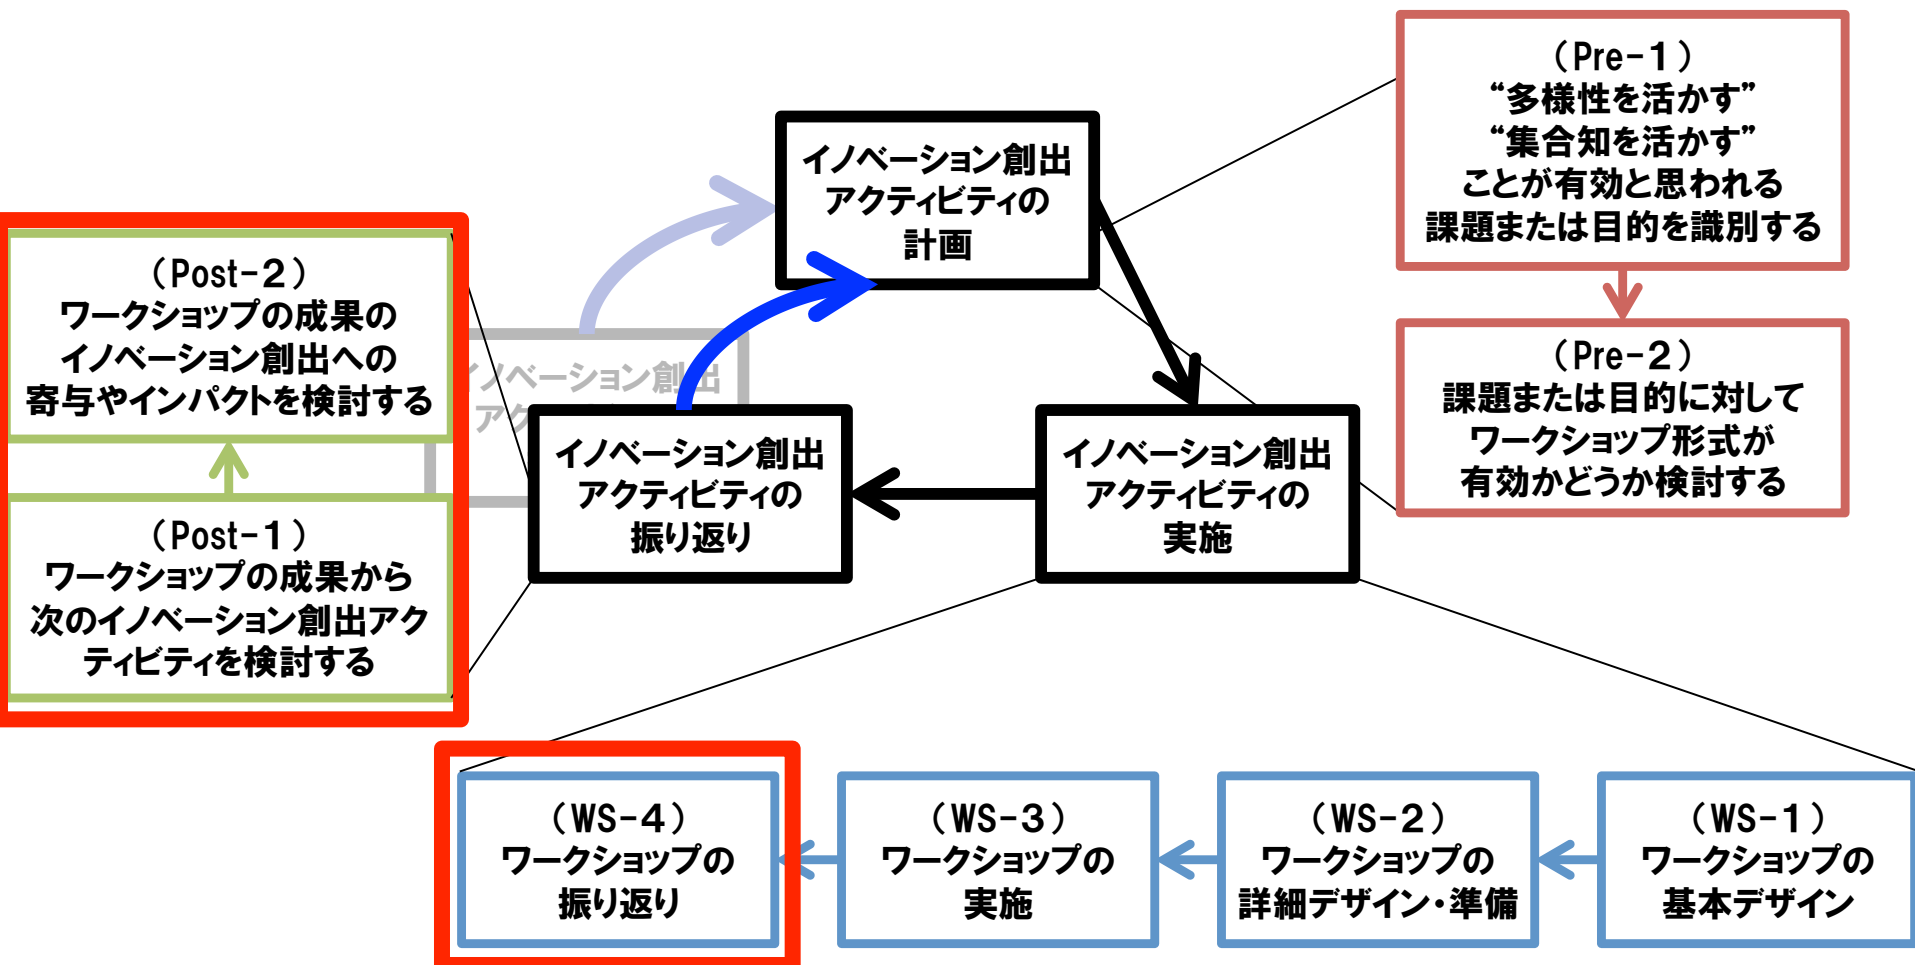 （Pre-1）
“多様性を活かす”
“集合知を活かす”
ことが有効と思われる
課題または目的を識別する
（Pre-2）
課題または目的に対して
ワークショップ形式が
有効かどうか検討する
イノベーション創出
アクティビティの
計画
イノベーション創出
アクティビティの
実施
イノベーション創出
アクティビティの
振り返り
イノベーション創出
アク
（Post-2）
ワークショップの成果の
イノベーション創出への
寄与やインパクトを検討する
（Post-1）
ワークショップの成果から
次のイノベーション創出アク
ティビティを検討する
（WS-4）
ワークショップの
振り返り
（WS-3）
ワークショップの
実施
（WS-2）
ワークショップの
詳細デザイン・準備
（WS-1）
ワークショップの
基本デザイン